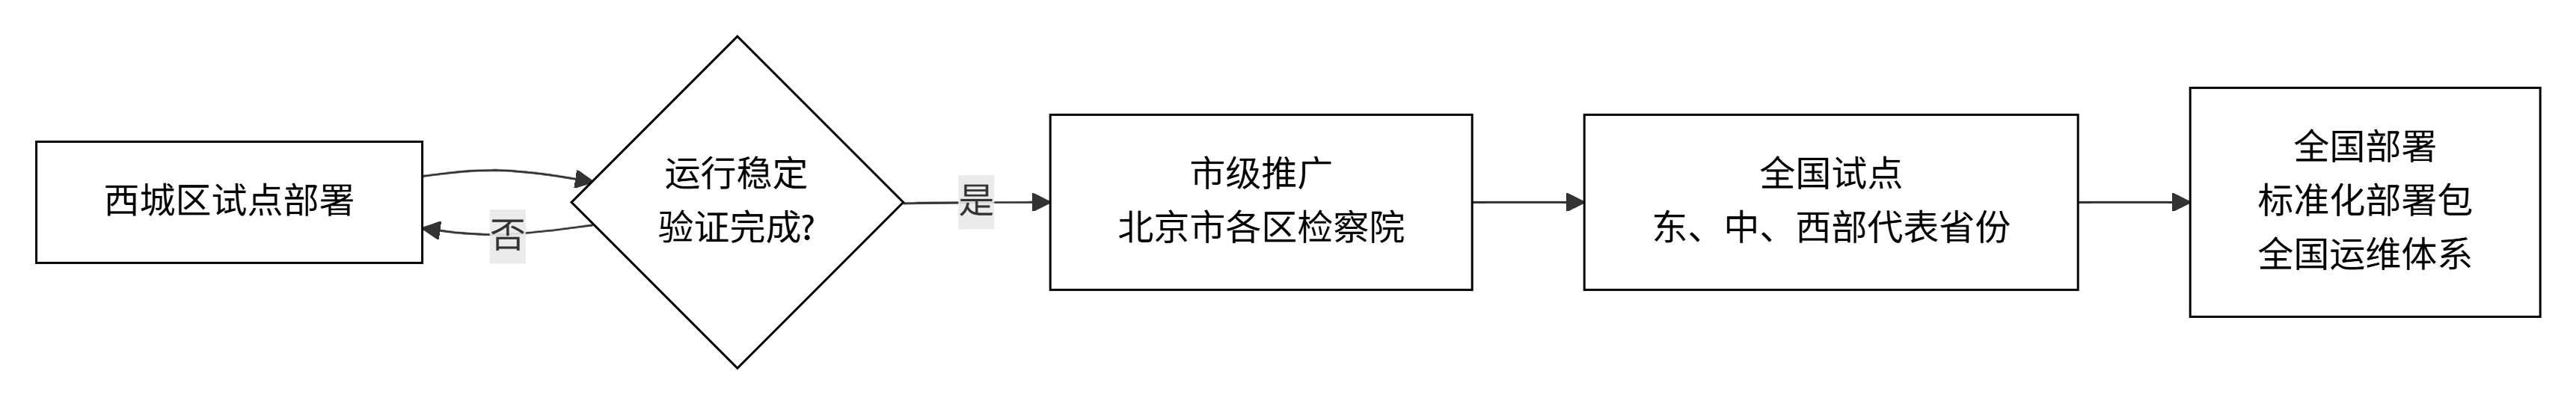 西城区试点部署
运行稳定
验证完成?
否
是
市级推广
北京市各区检察院
全国试点
东、中、西部代表省份
全国部署
标准化部署包
全国运维体系